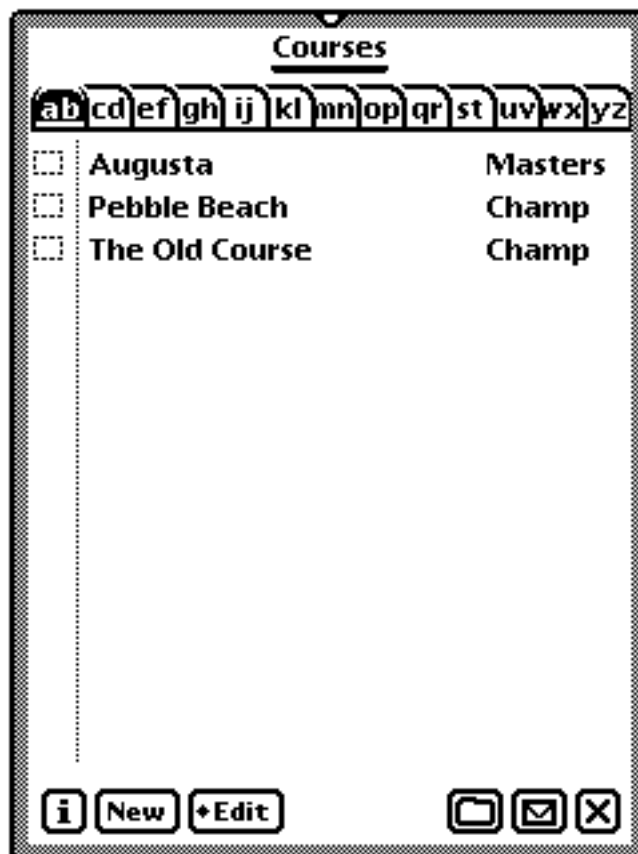 Courses
ab cd ef gh ij kl mn op qr st uv wx yz
Augusta Masters
Pebble Beach Champ
The Old Course Champ
i New ◆Edit X